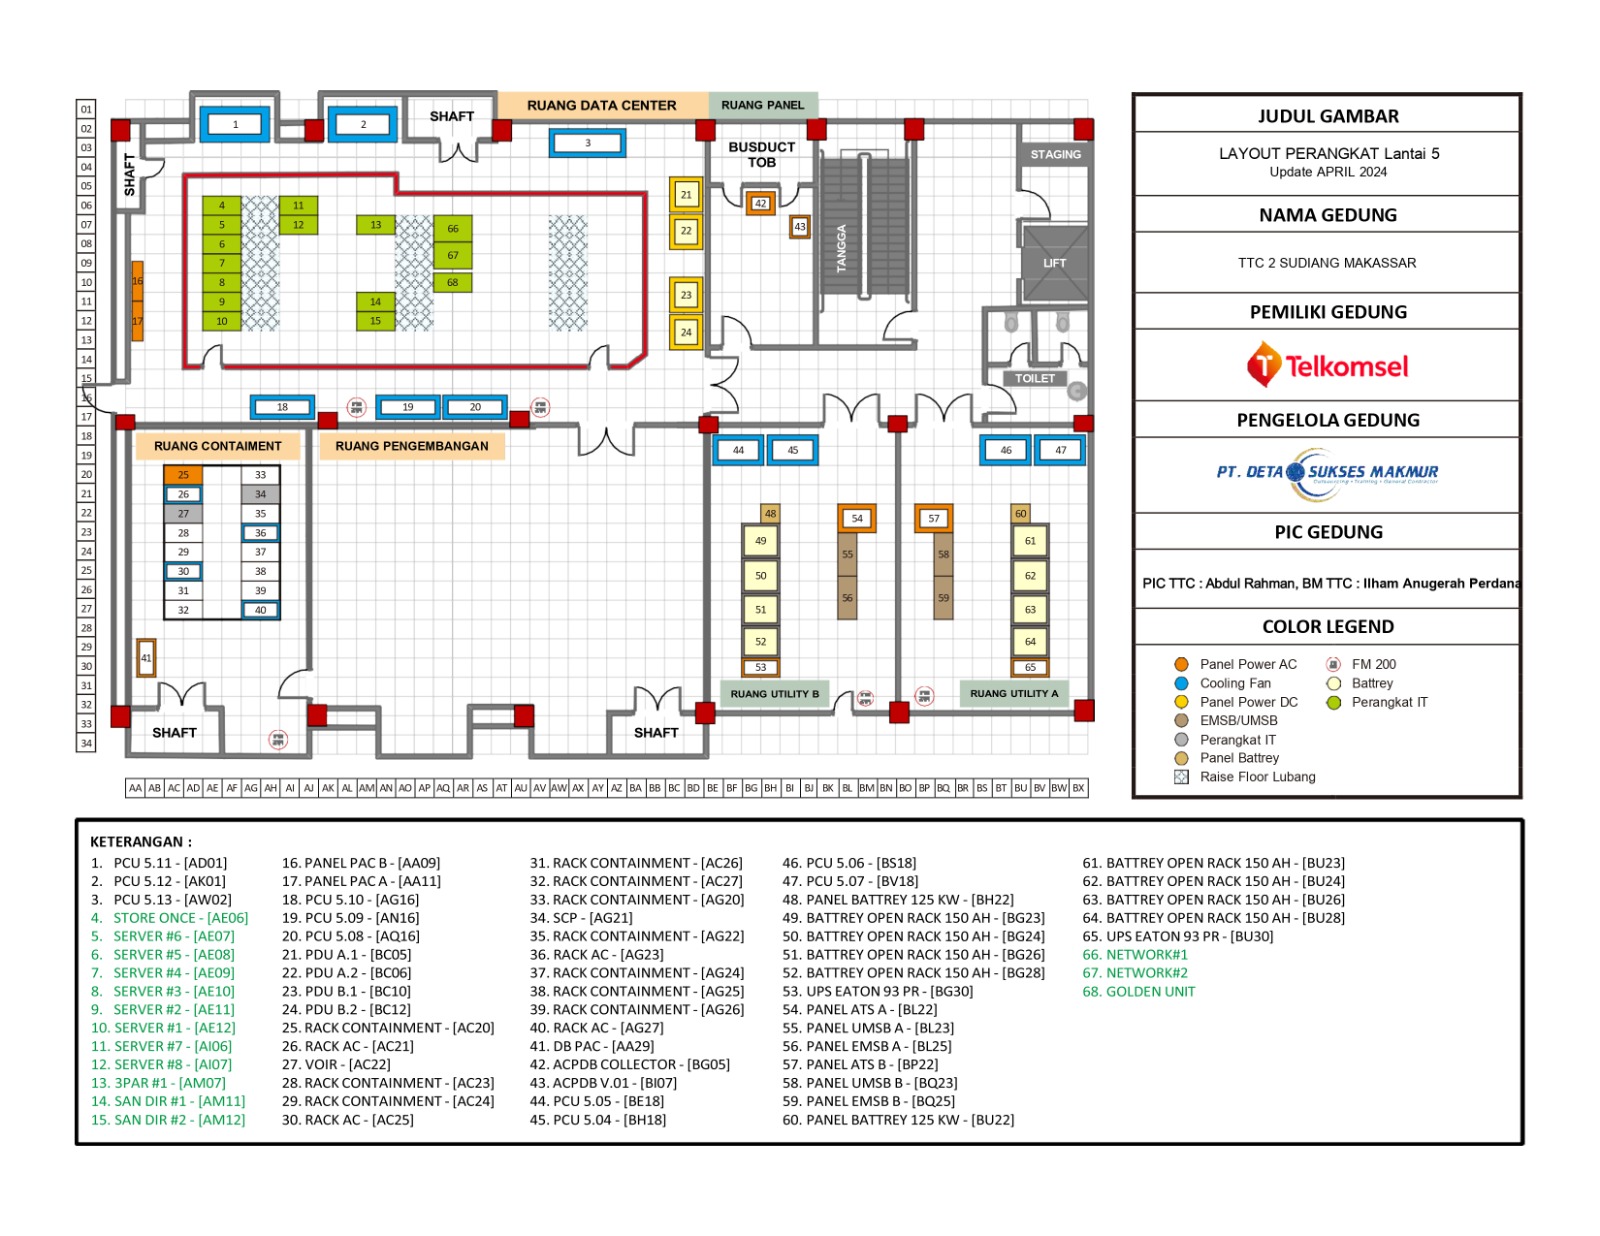 RUANG DATA CENTER
RUANG PANEL
SHAFT
1
2
3
SHAFT
BUSDUCT
TOB
STAGING
TANGGA
LIFT
TOILET
4
5
6
7
8
9
10
11
12
13
14
15
16
17
66
67
68
21
22
23
24
42
43
18
19
20
RUANG CONTAIMENT
RUANG PENGEMBANGAN
25
26
27
28
29
30
31
32
33
34
35
36
37
38
39
40
41
44
45
46
47
48
49
50
51
52
53
54
55
56
57
58
59
60
61
62
63
64
65
RUANG UTILITY B
RUANG UTILITY A
SHAFT
SHAFT
01
02
03
04
05
06
07
08
09
10
11
12
13
14
15
16
17
18
19
20
21
22
23
24
25
26
27
28
29
30
31
32
33
34
AA AB AC AD AE AF AG AH AI AJ AK AL AM AN AO AP AQ AR AS AT AU AV AW AX AY AZ BA BB BC BD BE BF BG BH BI BJ BK BL BM BN BO BP BQ BR BS BT BU BV BW BX
JUDUL GAMBAR
LAYOUT PERANGKAT Lantai 5
Update APRIL 2024
NAMA GEDUNG
TTC 2 SUDIANG MAKASSAR
PEMILIKI GEDUNG
Telkomsel
PENGELOLA GEDUNG
PT. DETA SUKSES MAKMUR
PIC GEDUNG
PIC TTC : Abdul Rahman, BM TTC : Ilham Anugerah Perdana
COLOR LEGEND
Panel Power AC
Cooling Fan
Panel Power DC
EMSB/UMSB
Perangkat IT
Panel Battrey
Raise Floor Lubang
FM 200
Battrey
Perangkat IT
KETERANGAN :
1. PCU 5.11 - [AD01]
2. PCU 5.12 - [AK01]
3. PCU 5.13 - [AW02]
4. STORE ONCE - [AE06]
5. SERVER #6 - [AE07]
6. SERVER #5 - [AE08]
7. SERVER #4 - [AE09]
8. SERVER #3 - [AE10]
9. SERVER #2 - [AE11]
10. SERVER #1 - [AE12]
11. SERVER #7 - [AI06]
12. SERVER #8 - [AI07]
13. 3PAR #1 - [AM07]
14. SAN DIR #1 - [AM11]
15. SAN DIR #2 - [AM12]
16. PANEL PAC B - [AA09]
17. PANEL PAC A - [AA11]
18. PCU 5.10 - [AG16]
19. PCU 5.09 - [AN16]
20. PCU 5.08 - [AQ16]
21. PDU A.1 - [BC05]
22. PDU A.2 - [BC06]
23. PDU B.1 - [BC10]
24. PDU B.2 - [BC12]
25. RACK CONTAINMENT - [AC20]
26. RACK AC - [AC21]
27. VOIR - [AC22]
28. RACK CONTAINMENT - [AC23]
29. RACK CONTAINMENT - [AC24]
30. RACK AC - [AC25]
31. RACK CONTAINMENT - [AC26]
32. RACK CONTAINMENT - [AC27]
33. RACK CONTAINMENT - [AG20]
34. SCP - [AG21]
35. RACK CONTAINMENT - [AG22]
36. RACK AC - [AG23]
37. RACK CONTAINMENT - [AG24]
38. RACK CONTAINMENT - [AG25]
39. RACK CONTAINMENT - [AG26]
40. RACK AC - [AG27]
41. DB PAC - [AA29]
42. ACPDB COLLECTOR - [BG05]
43. ACPDB V.01 - [BI07]
44. PCU 5.05 - [BE18]
45. PCU 5.04 - [BH18]
46. PCU 5.06 - [BS18]
47. PCU 5.07 - [BV18]
48. PANEL BATTREY 125 KW - [BH22]
49. BATTREY OPEN RACK 150 AH - [BG23]
50. BATTREY OPEN RACK 150 AH - [BG24]
51. BATTREY OPEN RACK 150 AH - [BG26]
52. BATTREY OPEN RACK 150 AH - [BG28]
53. UPS EATON 93 PR - [BG30]
54. PANEL ATS A - [BL22]
55. PANEL UMSB A - [BL23]
56. PANEL EMSB A - [BL25]
57. PANEL ATS B - [BP22]
58. PANEL UMSB B - [BQ23]
59. PANEL EMSB B - [BQ25]
60. PANEL BATTREY 125 KW - [BU22]
61. BATTREY OPEN RACK 150 AH - [BU23]
62. BATTREY OPEN RACK 150 AH - [BU24]
63. BATTREY OPEN RACK 150 AH - [BU26]
64. BATTREY OPEN RACK 150 AH - [BU28]
65. UPS EATON 93 PR - [BU30]
66. NETWORK#1
67. NETWORK#2
68. GOLDEN UNIT